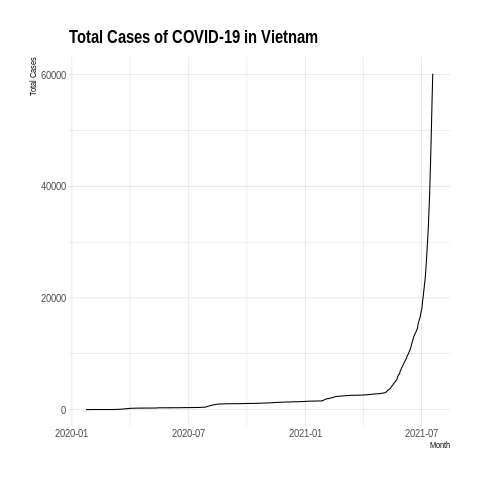 Total Cases of COVID-19 in Vietnam
Total Cases
60000
40000
20000
0
2020-01
2020-07
2021-01
2021-07
Month